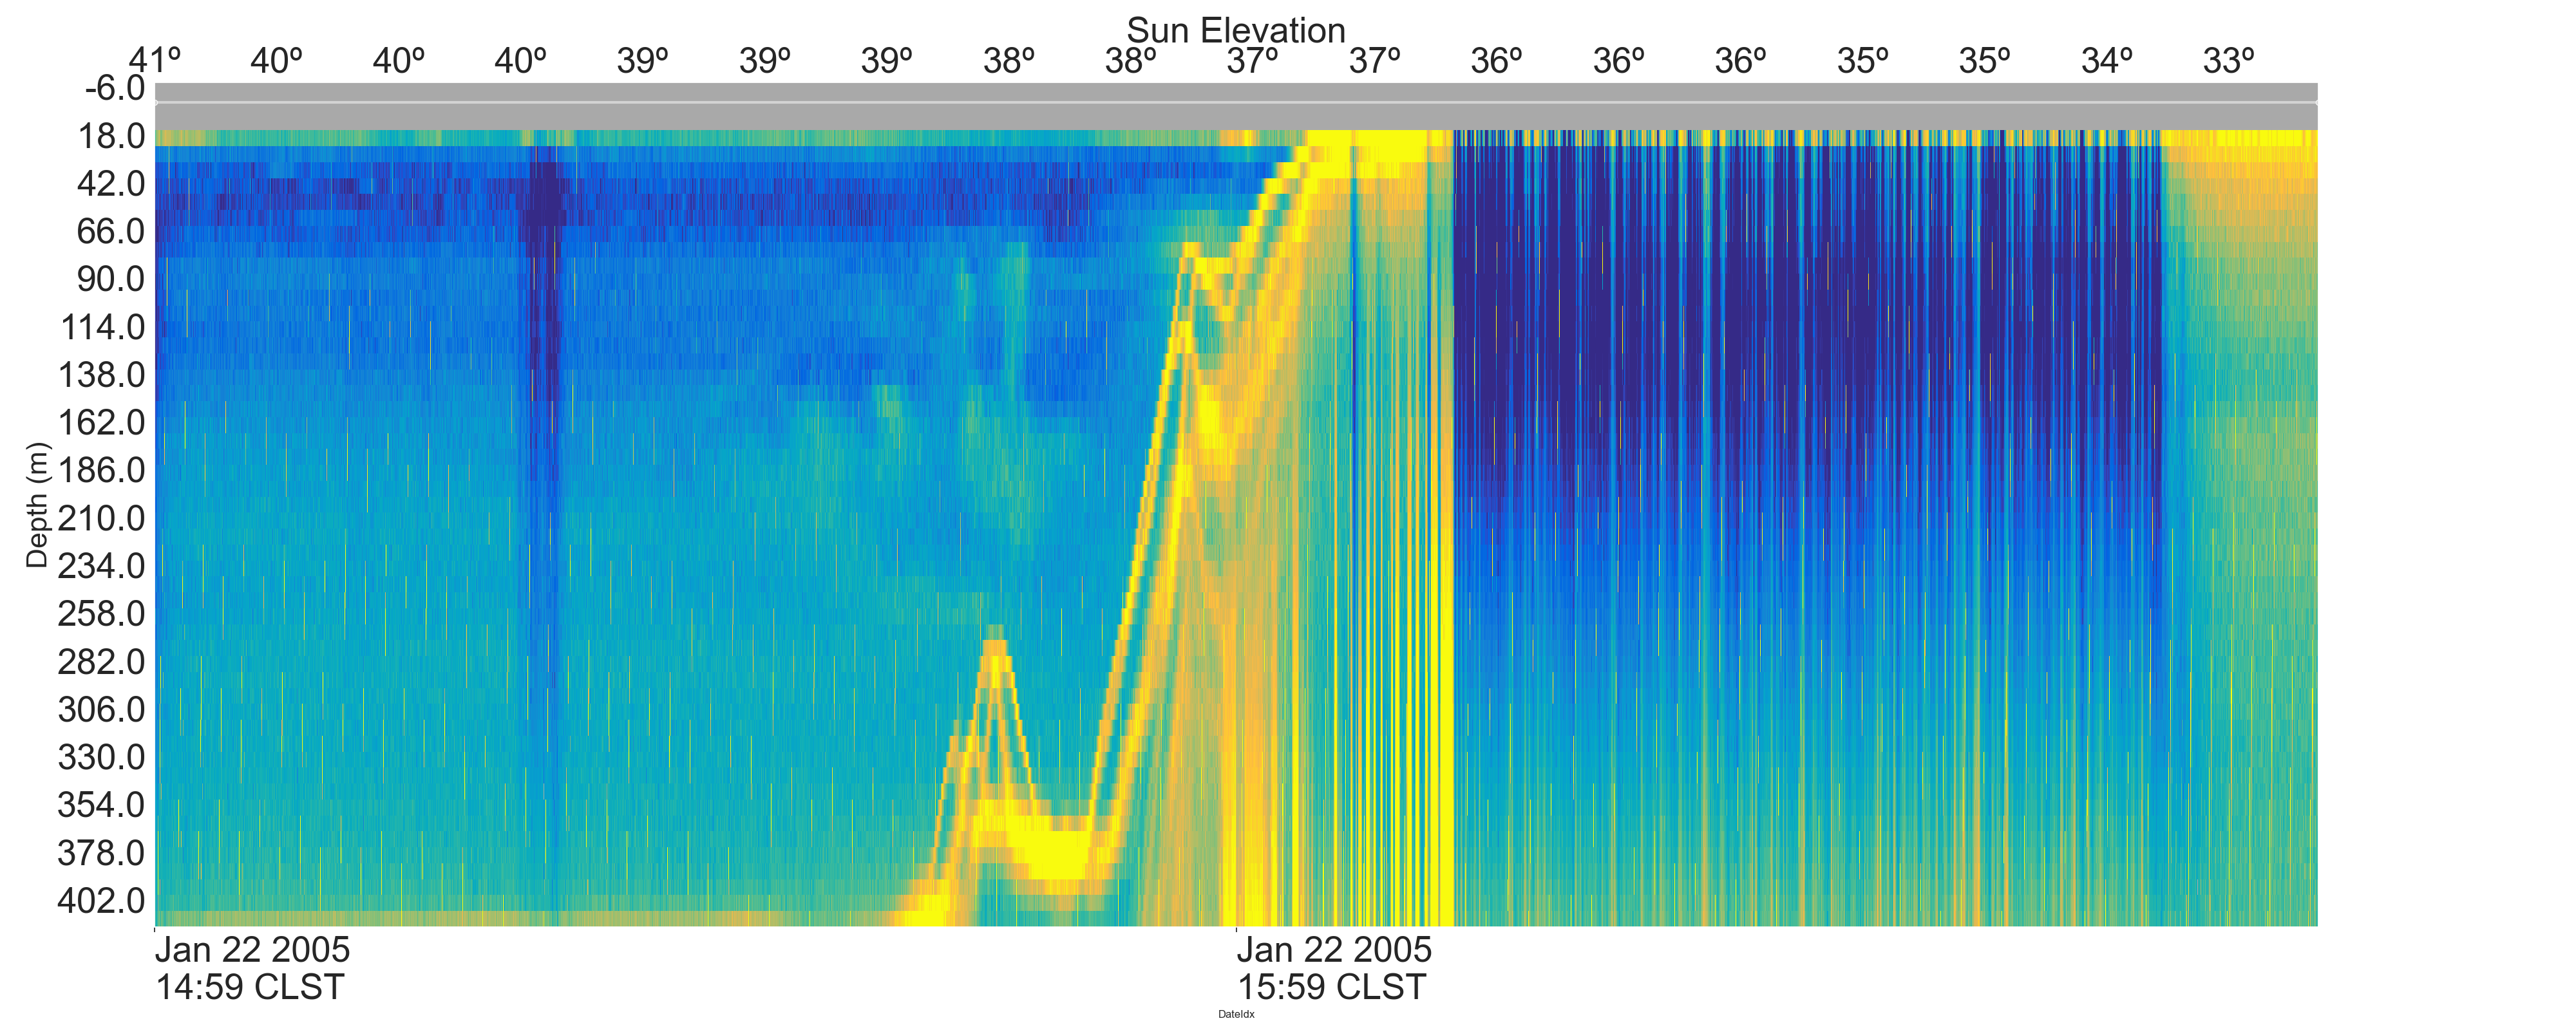 Sun Elevation
41º 40º 40º 40º 39º 39º 39º 38º 38º 37º 37º 36º 36º 36º 35º 35º 34º 33º
-6.0
18.0
42.0
66.0
90.0
114.0
138.0
162.0
186.0
210.0
234.0
258.0
282.0
306.0
330.0
354.0
378.0
402.0
Depth (m)
Jan 22 2005
14:59 CLST
Jan 22 2005
15:59 CLST
DateIdx